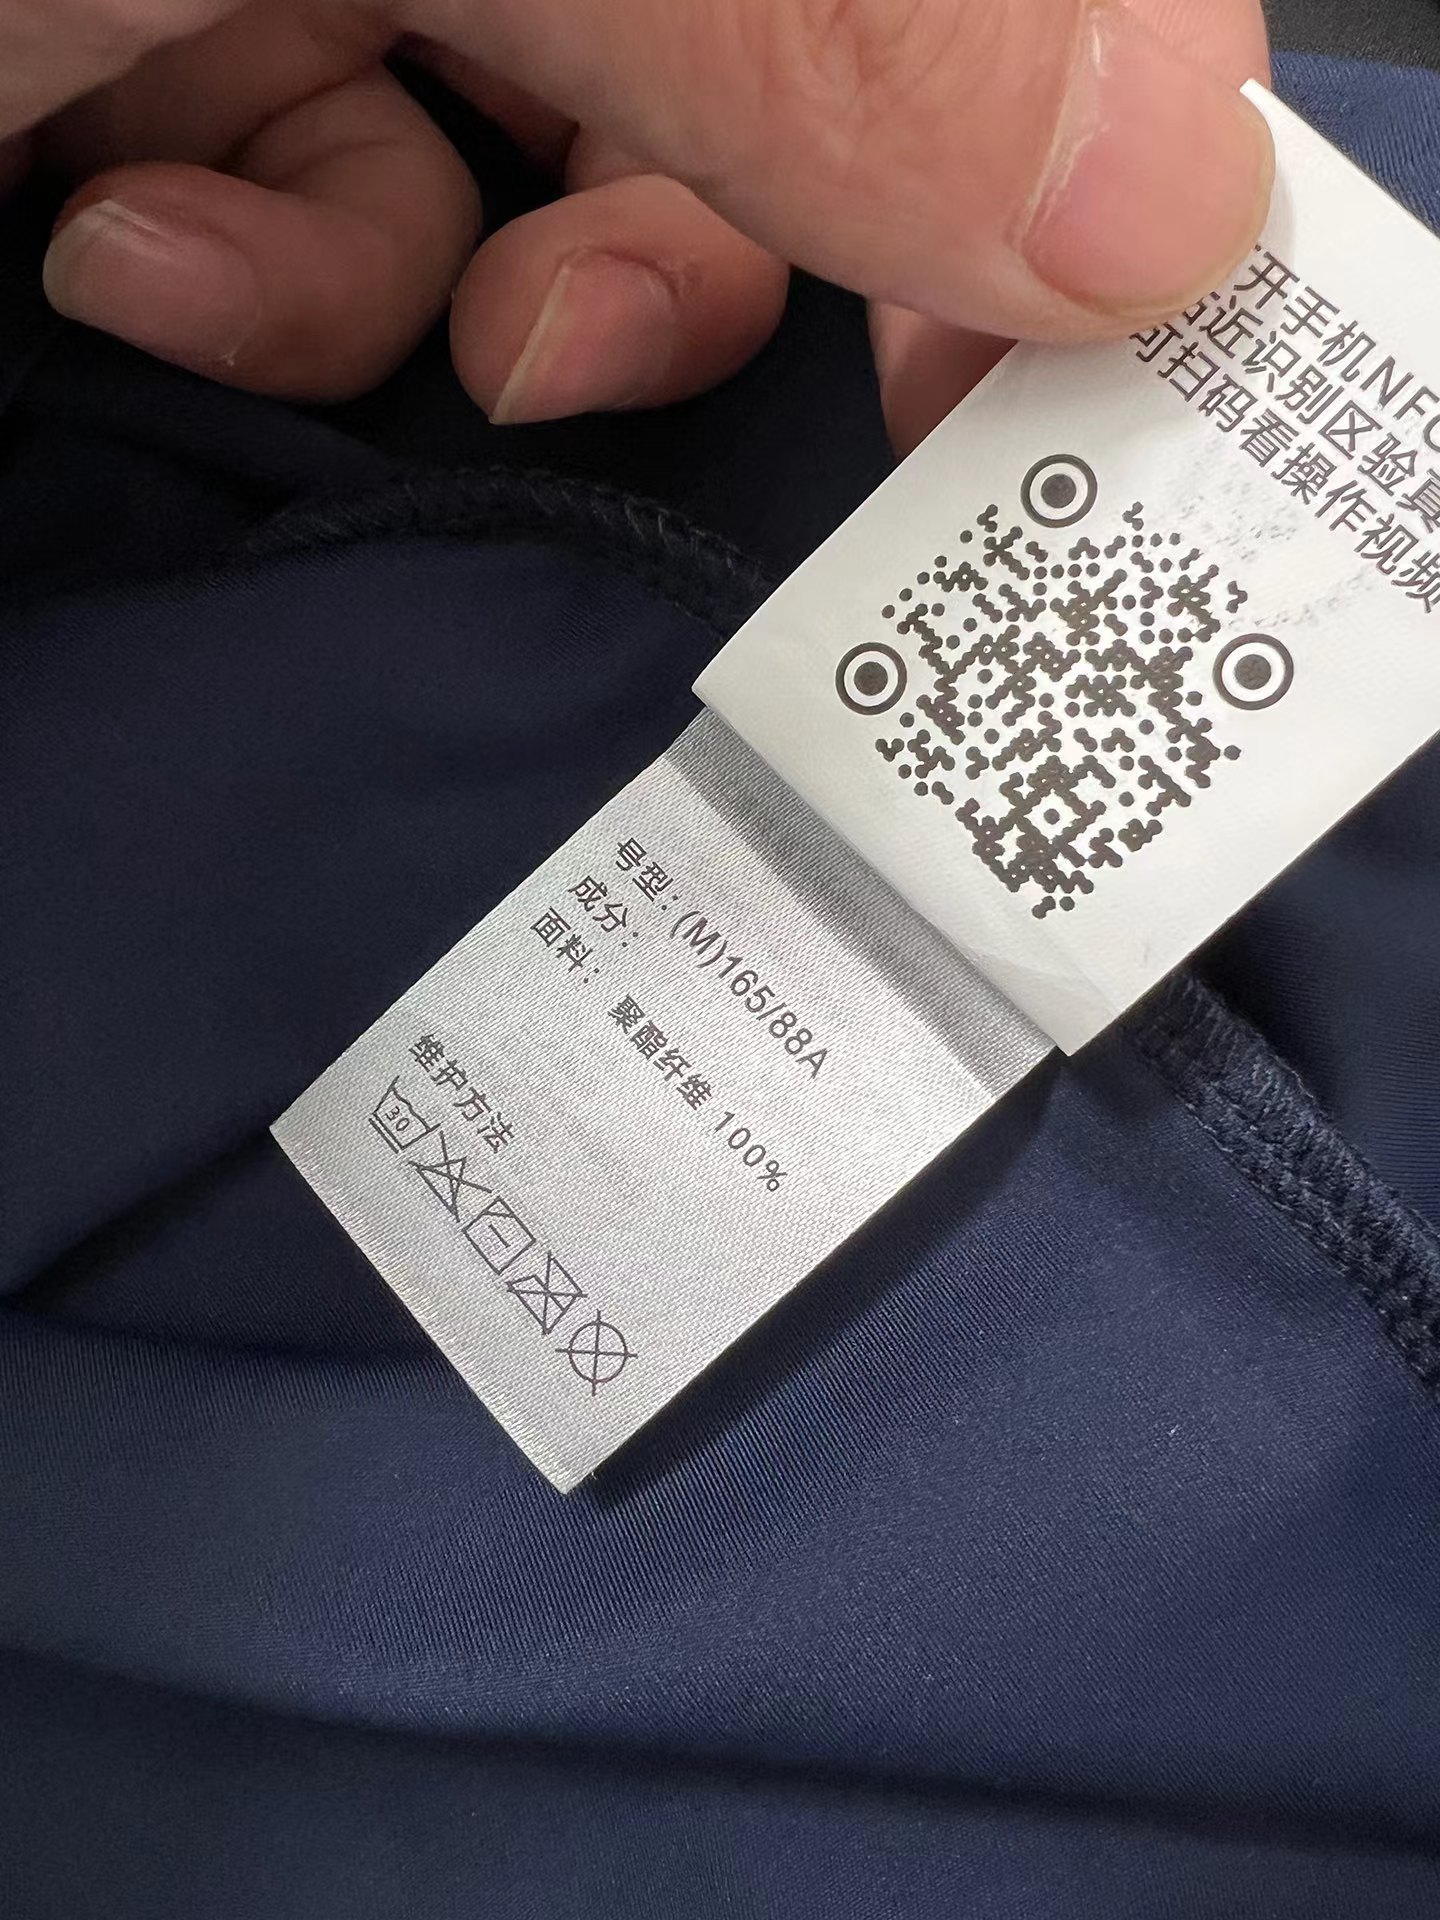 开手机NFC
近识别区验真
可扫码看操作视频
号型：(M)165/88A
成分：
面料： 聚酯纤维 100%
维护方法
30